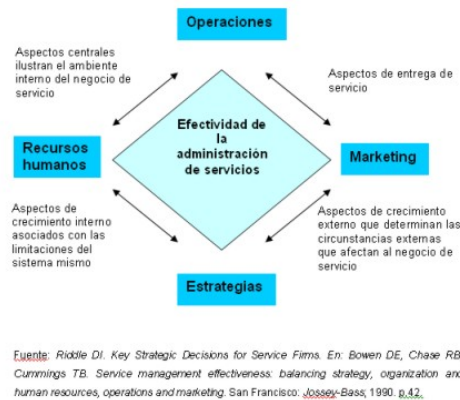 Operaciones
Aspectos centrales
ilustran el ambiente
interno del negocio de
servicio
Aspectos de entrega de
servicio
Efectividad de
la
administración
de servicios
Recursos
humanos
Marketing
Aspectos de
crecimiento interno
asociados con las
limitaciones del
sistema mismo
Aspectos de crecimiento
externo que determinan las
circunstancias externas
que afectan al negocio de
servicio
Estrategias
Fuente: Riddle DI. Key Strategic Decisions for Service Firms. En: Bowen DE, Chase RB,
Cummings TB. Service management effectiveness: balancing strategy, organization and
human resources, operations and marketing. San Francisco: Jossey-Bass; 1990. p.42.